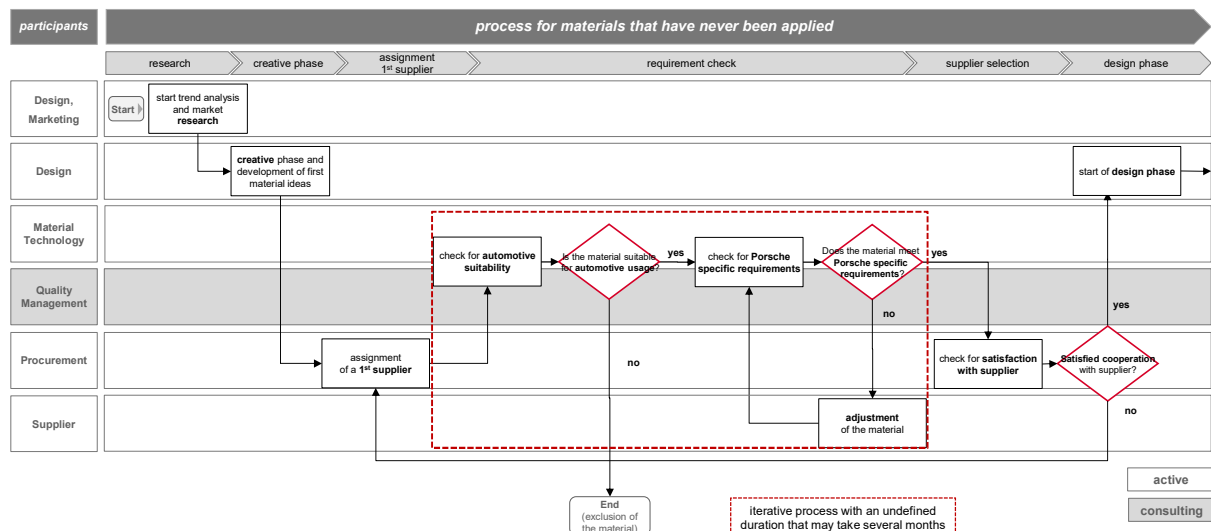 participants
process for materials that have never been applied
research
creative phase
assignment
1st supplier
requirement check
supplier selection
design phase
Design,
Marketing
Start
start trend analysis
and market
research
Design
creative phase and
development of first
material ideas
start of design phase
Material
Technology
check for automotive
suitability
Is the material suitable
for automotive usage?
yes
check for Porsche
specific requirements
Does the material meet
Porsche specific
requirements?
yes
Quality
Management
no
yes
Procurement
assignment
of a 1st supplier
no
check for satisfaction
with supplier
Satisfied cooperation
with supplier?
no
Supplier
adjustment
of the material
End
(exclusion of
the material)
iterative process with an undefined
duration that may take several months
active
consulting